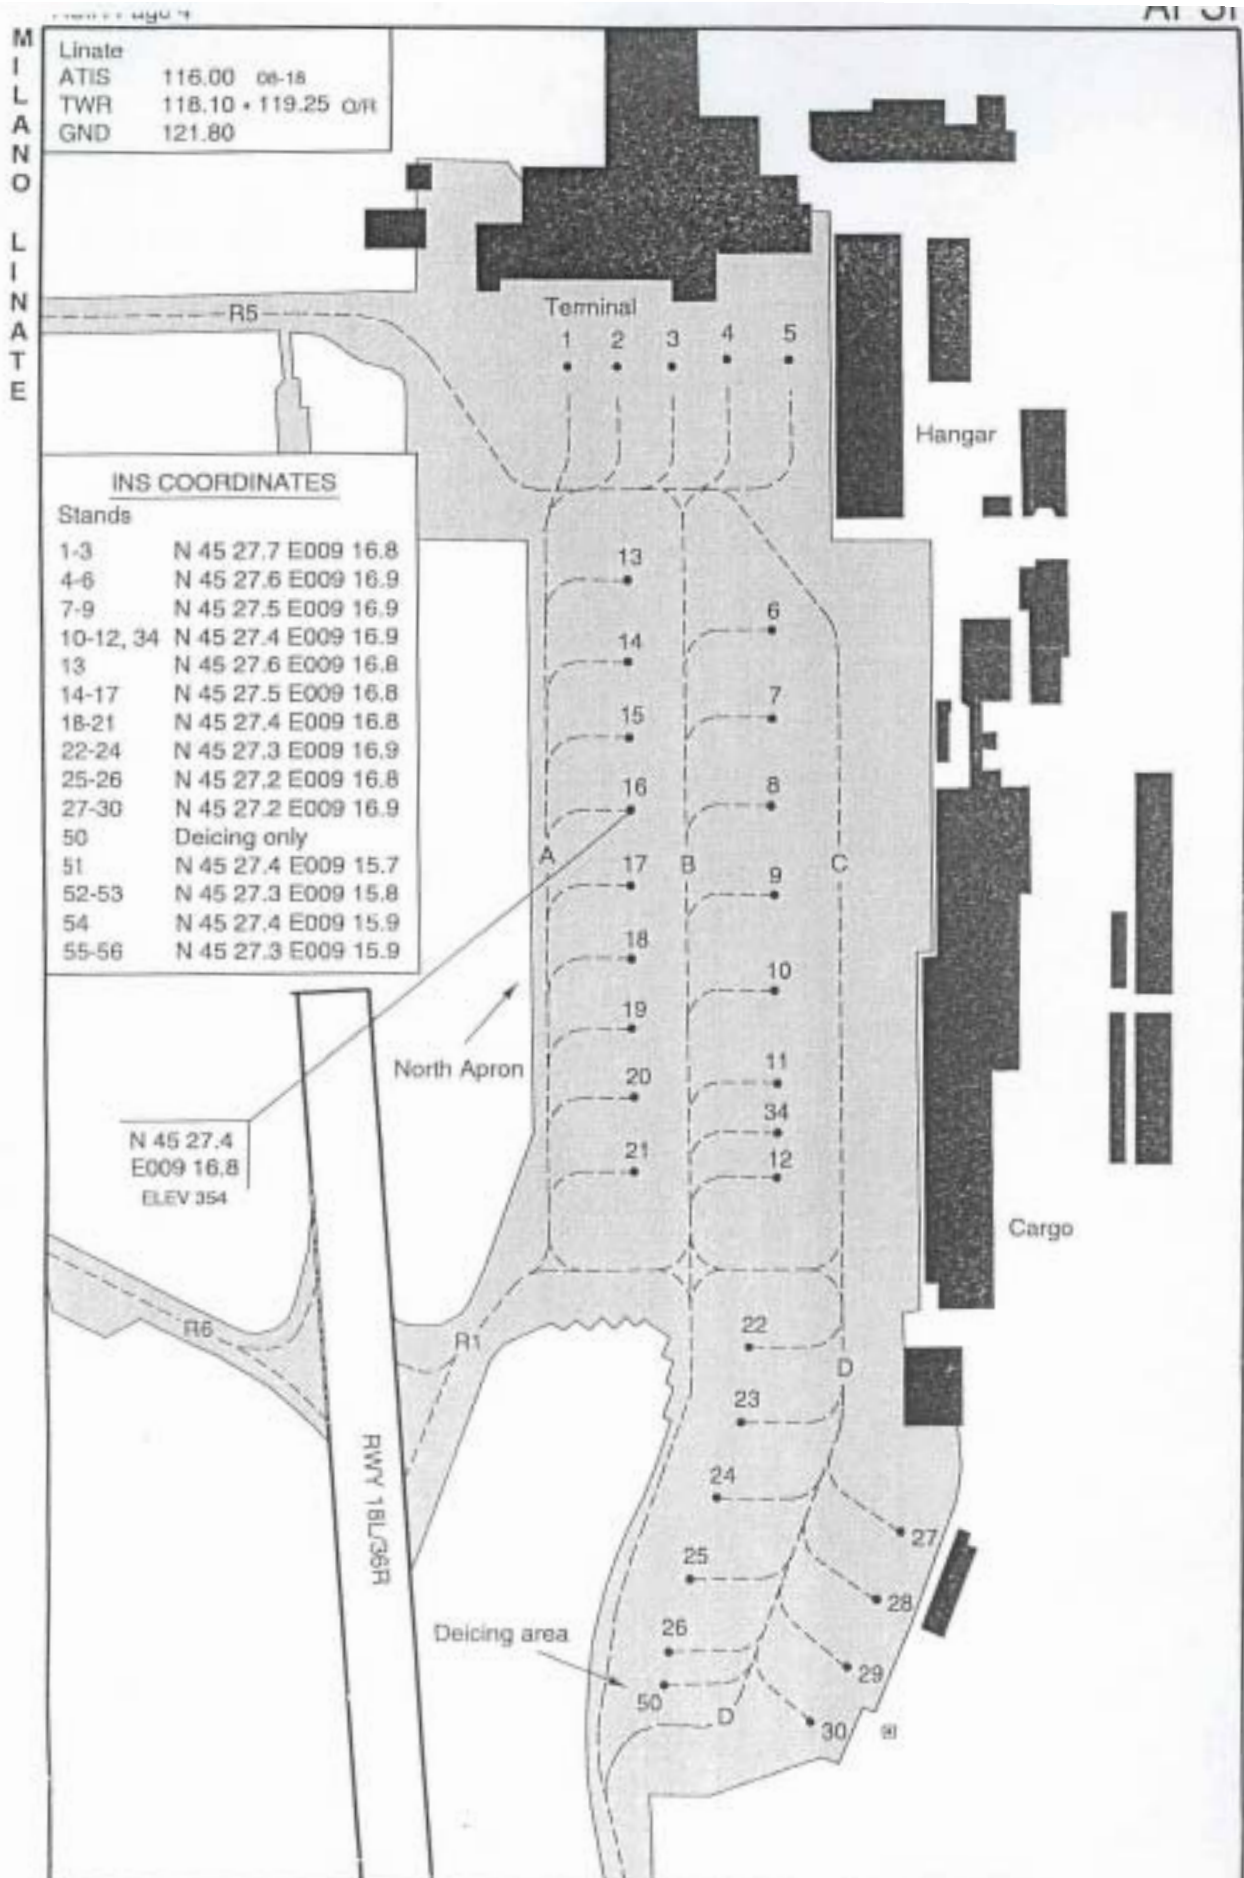 MILANO LINATE
Linate
ATIS 116.00 08-18
TWR 118.10 • 119.25 O/R
GND 121.80
Terminal
R5
1 2 3 4 5
Hangar
INS COORDINATES
Stands
1-3 N 45 27.7 E009 16.8
4-6 N 45 27.6 E009 16.9
7-9 N 45 27.5 E009 16.9
10-12, 34 N 45 27.4 E009 16.9
13 N 45 27.6 E009 16.8
14-17 N 45 27.5 E009 16.8
18-21 N 45 27.4 E009 16.8
22-24 N 45 27.3 E009 16.9
25-26 N 45 27.2 E009 16.8
27-30 N 45 27.2 E009 16.9
50 Deicing only
51 N 45 27.4 E009 15.7
52-53 N 45 27.3 E009 15.8
54 N 45 27.4 E009 15.9
55-56 N 45 27.3 E009 15.9
13
6
14
7
15
16
8
A
B
C
17
9
18
10
19
North Apron
20
11
34
21
12
N 45 27.4
E009 16.8
ELEV 354
Cargo
R6
R1
22
D
23
RWY 18L/36R
24
27
25
28
Deicing area
26
29
50
D
30